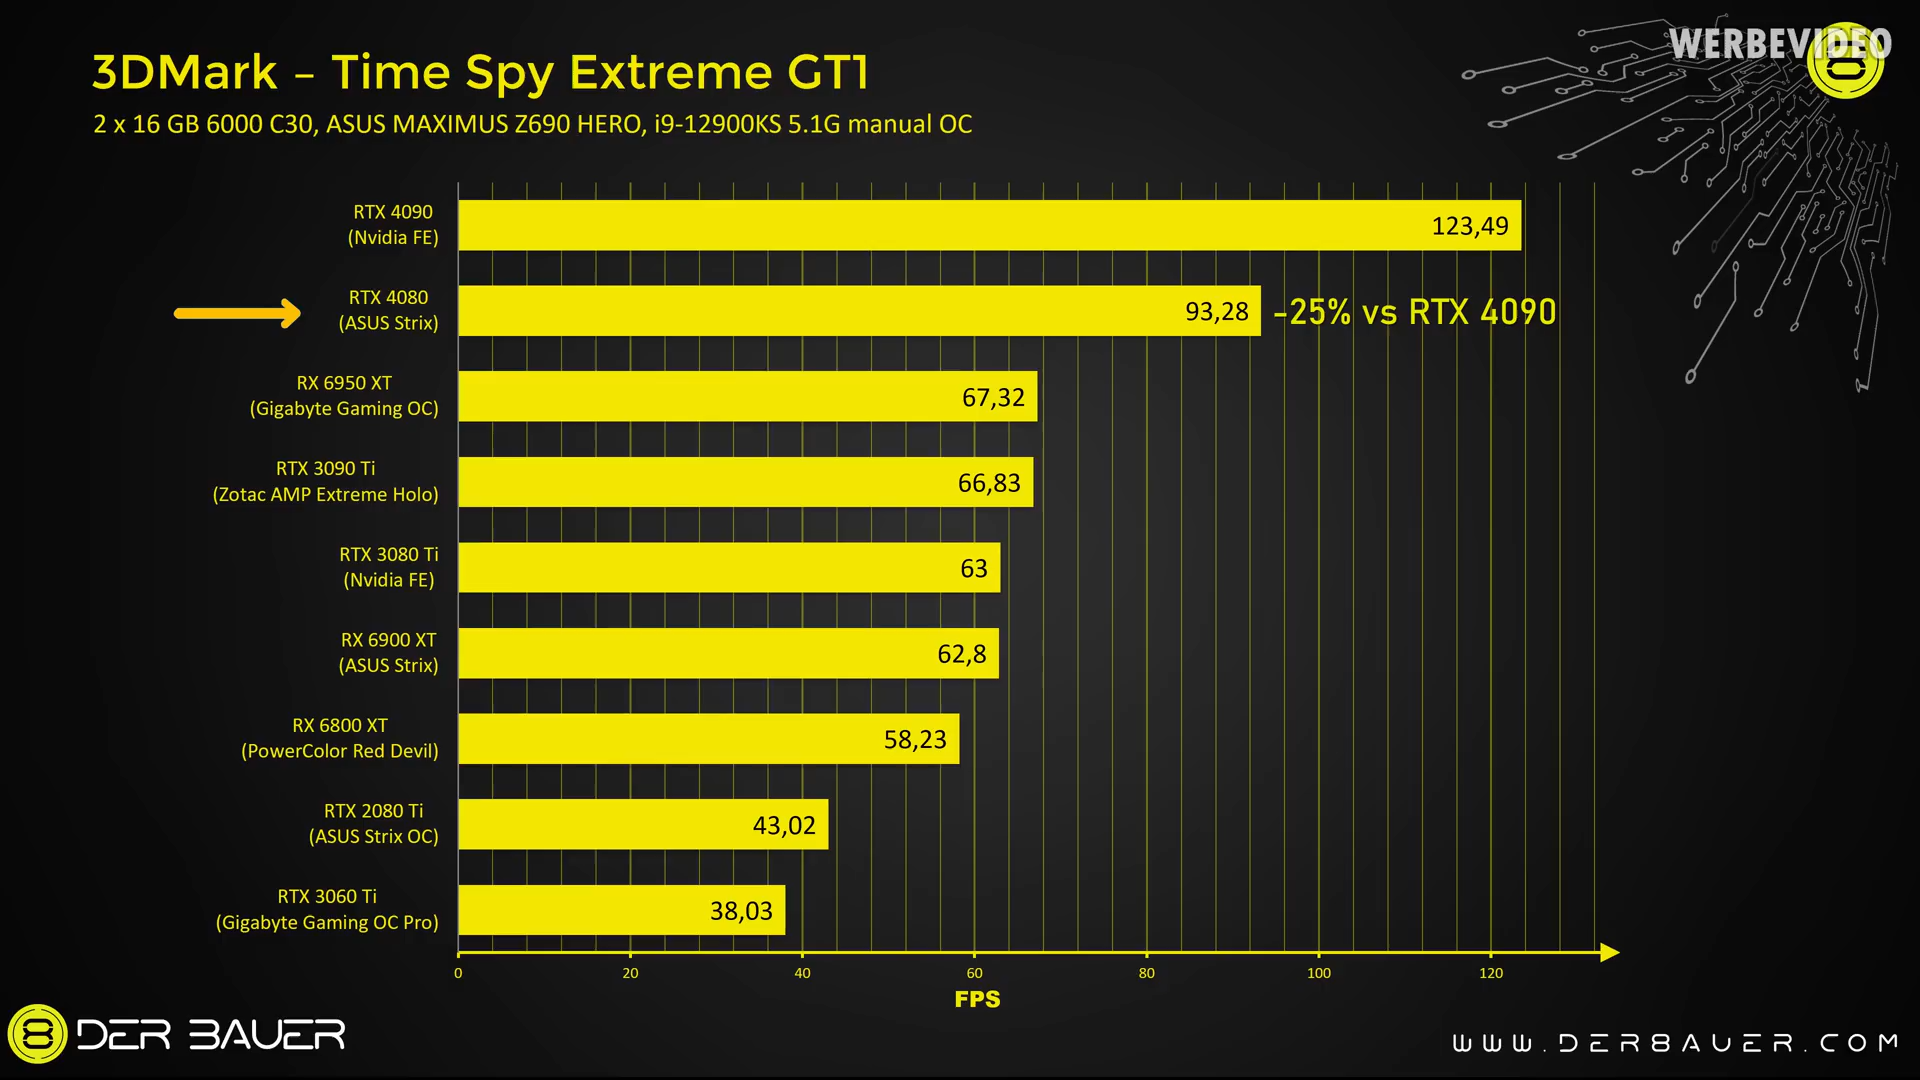 WERBEVIDEO
3DMark – Time Spy Extreme GT1
2 x 16 GB 6000 C30, ASUS MAXIMUS Z690 HERO, i9-12900KS 5.1G manual OC
RTX 4090
(Nvidia FE)
123,49
RTX 4080
(ASUS Strix)
93,28
-25% vs RTX 4090
RX 6950 XT
(Gigabyte Gaming OC)
67,32
RTX 3090 Ti
(Zotac AMP Extreme Holo)
66,83
RTX 3080 Ti
(Nvidia FE)
63
RX 6900 XT
(ASUS Strix)
62,8
RX 6800 XT
(PowerColor Red Devil)
58,23
RTX 2080 Ti
(ASUS Strix OC)
43,02
RTX 3060 Ti
(Gigabyte Gaming OC Pro)
38,03
0 20 40 60 80 100 120
FPS
8 DER 8AUER
WWW.DER8AUER.COM